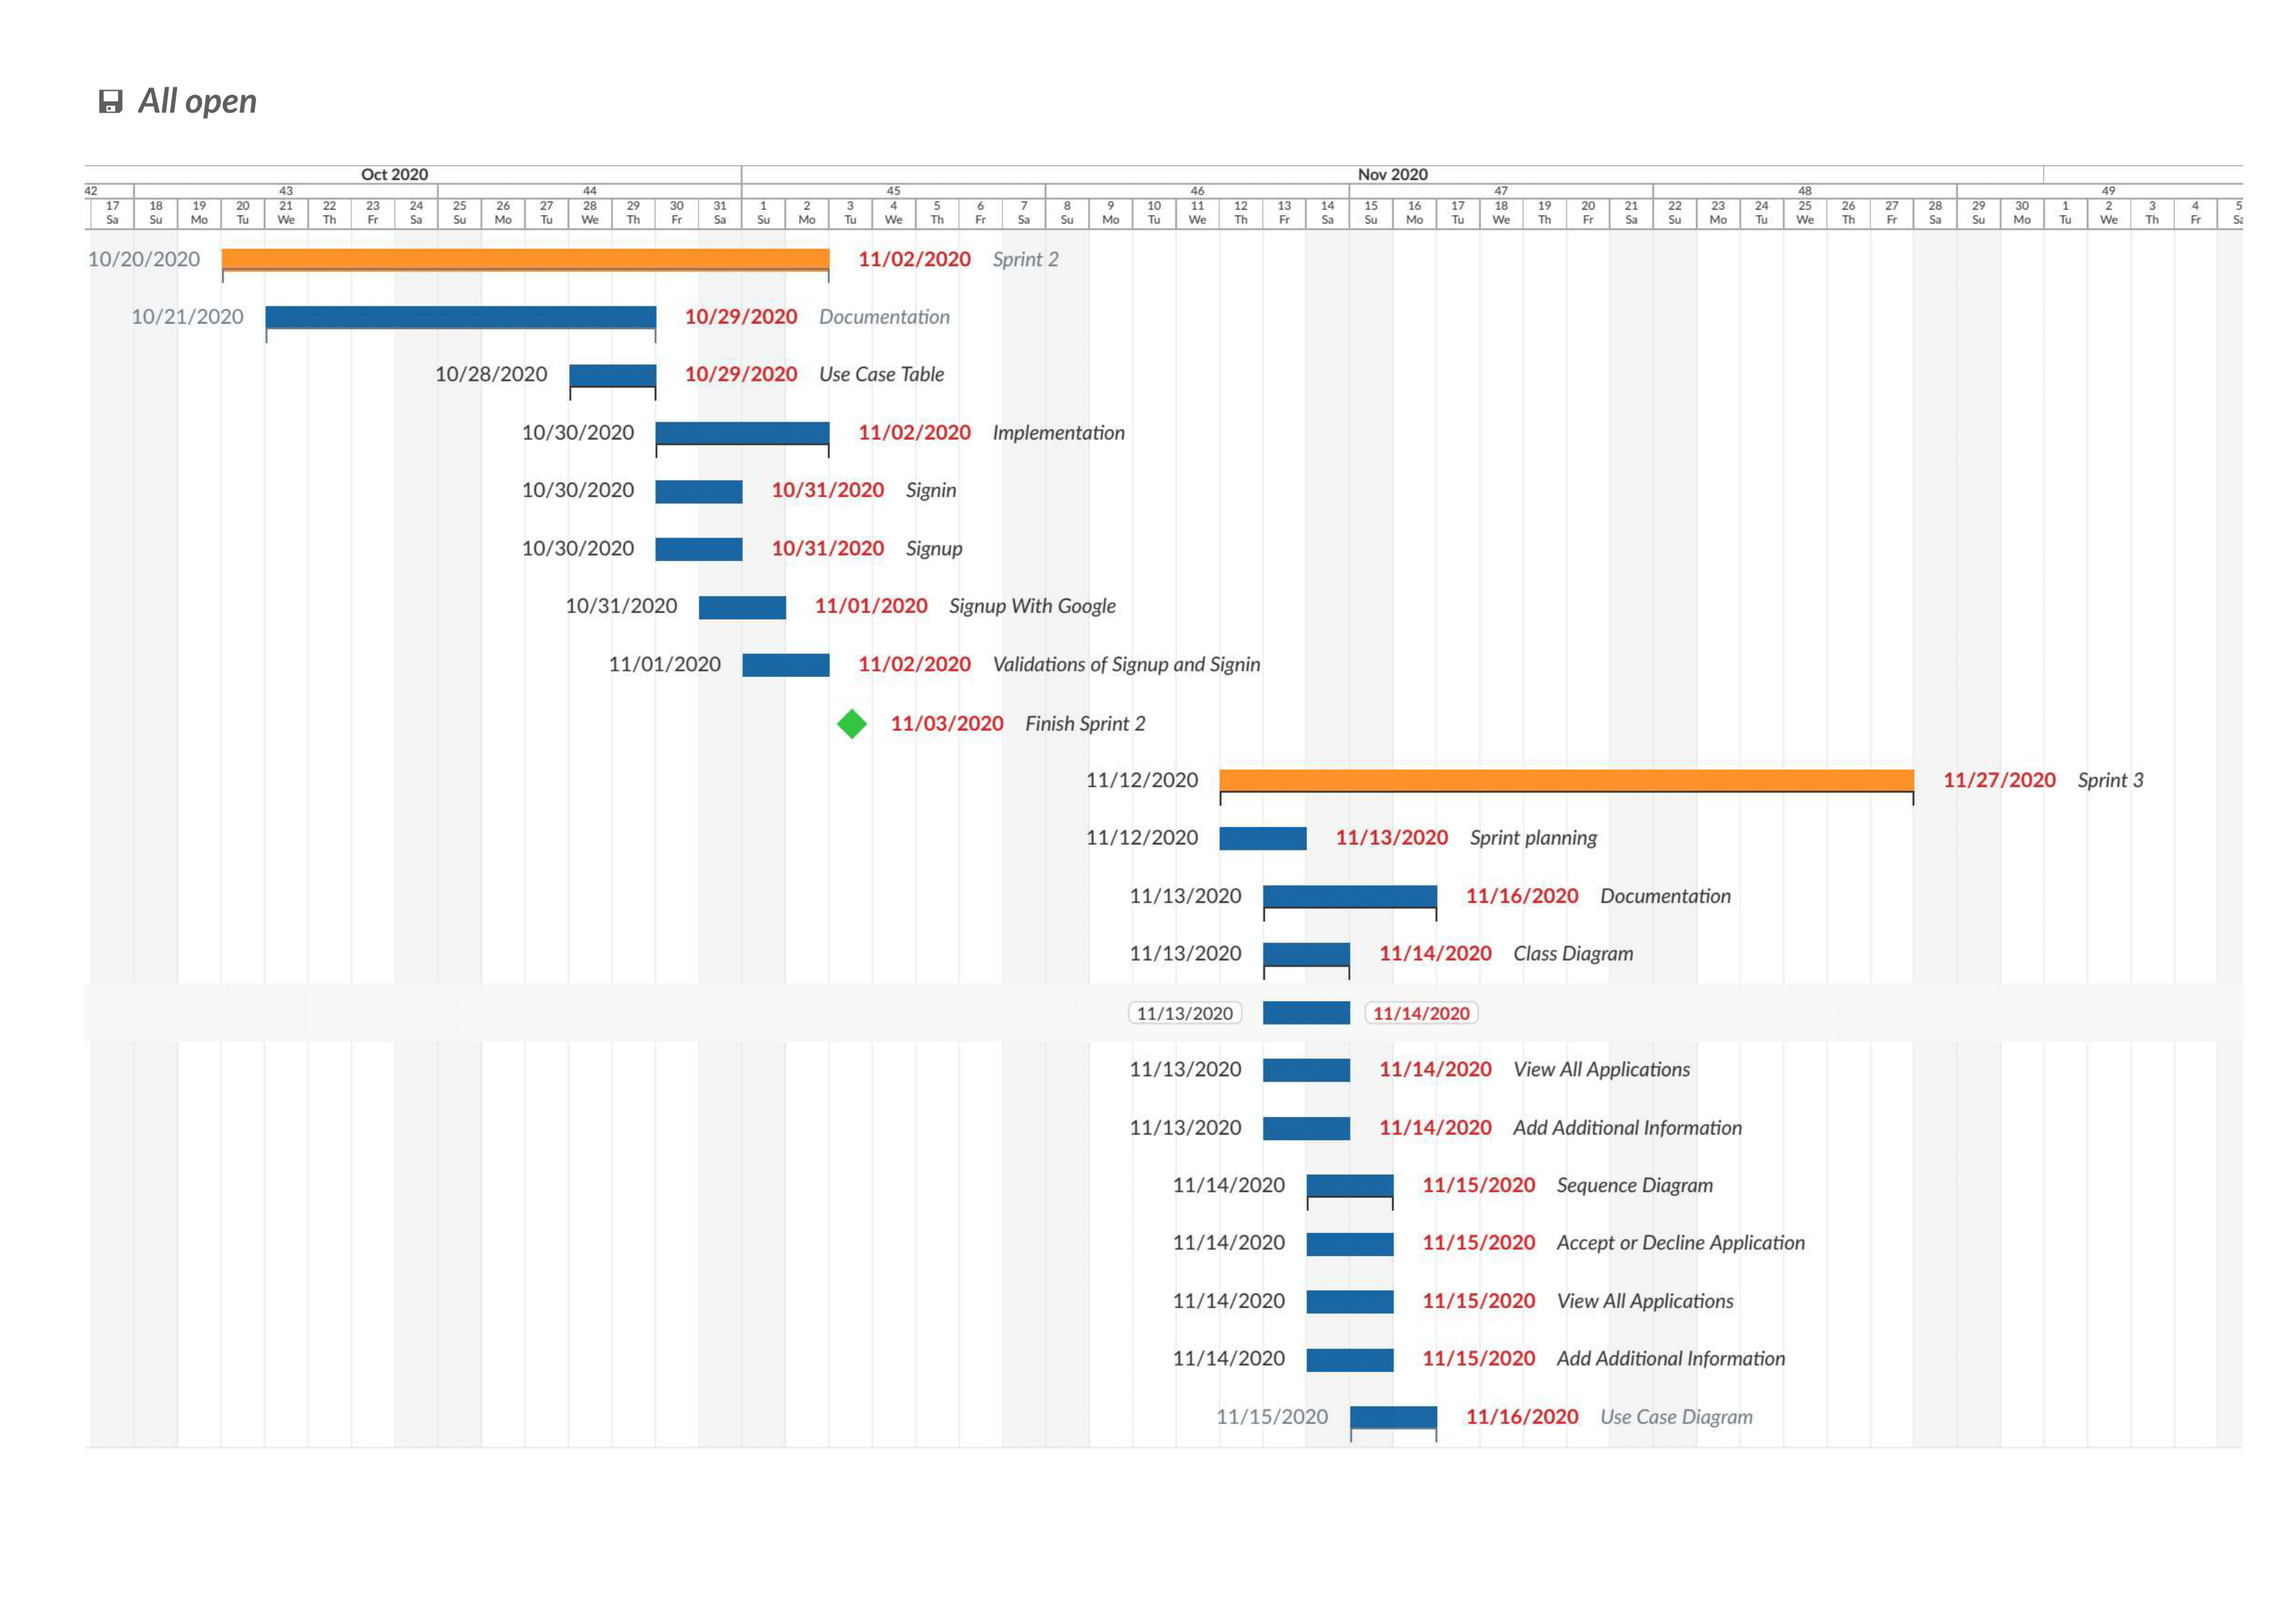 All open
Oct 2020 Nov 2020
42 43 44 45 46 47 48 49
17 18 19 20 21 22 23 24 25 26 27 28 29 30 31 1 2 3 4 5 6 7 8 9 10 11 12 13 14 15 16 17 18 19 20 21 22 23 24 25 26 27 28 29 30 1 2 3 4 5
Sa Su Mo Tu We Th Fr Sa Su Mo Tu We Th Fr Sa Su Mo Tu We Th Fr Sa Su Mo Tu We Th Fr Sa Su Mo Tu We Th Fr Sa Su Mo Tu We Th Fr Sa Su Mo Tu We Th Fr Sa
10/20/2020 11/02/2020 Sprint 2
10/21/2020 10/29/2020 Documentation
10/28/2020 10/29/2020 Use Case Table
10/30/2020 11/02/2020 Implementation
10/30/2020 10/31/2020 Signin
10/30/2020 10/31/2020 Signup
10/31/2020 11/01/2020 Signup With Google
11/01/2020 11/02/2020 Validations of Signup and Signin
11/03/2020 Finish Sprint 2
11/12/2020 11/27/2020 Sprint 3
11/12/2020 11/13/2020 Sprint planning
11/13/2020 11/16/2020 Documentation
11/13/2020 11/14/2020 Class Diagram
11/13/2020 11/14/2020
11/13/2020 11/14/2020 View All Applications
11/13/2020 11/14/2020 Add Additional Information
11/14/2020 11/15/2020 Sequence Diagram
11/14/2020 11/15/2020 Accept or Decline Application
11/14/2020 11/15/2020 View All Applications
11/14/2020 11/15/2020 Add Additional Information
11/15/2020 11/16/2020 Use Case Diagram